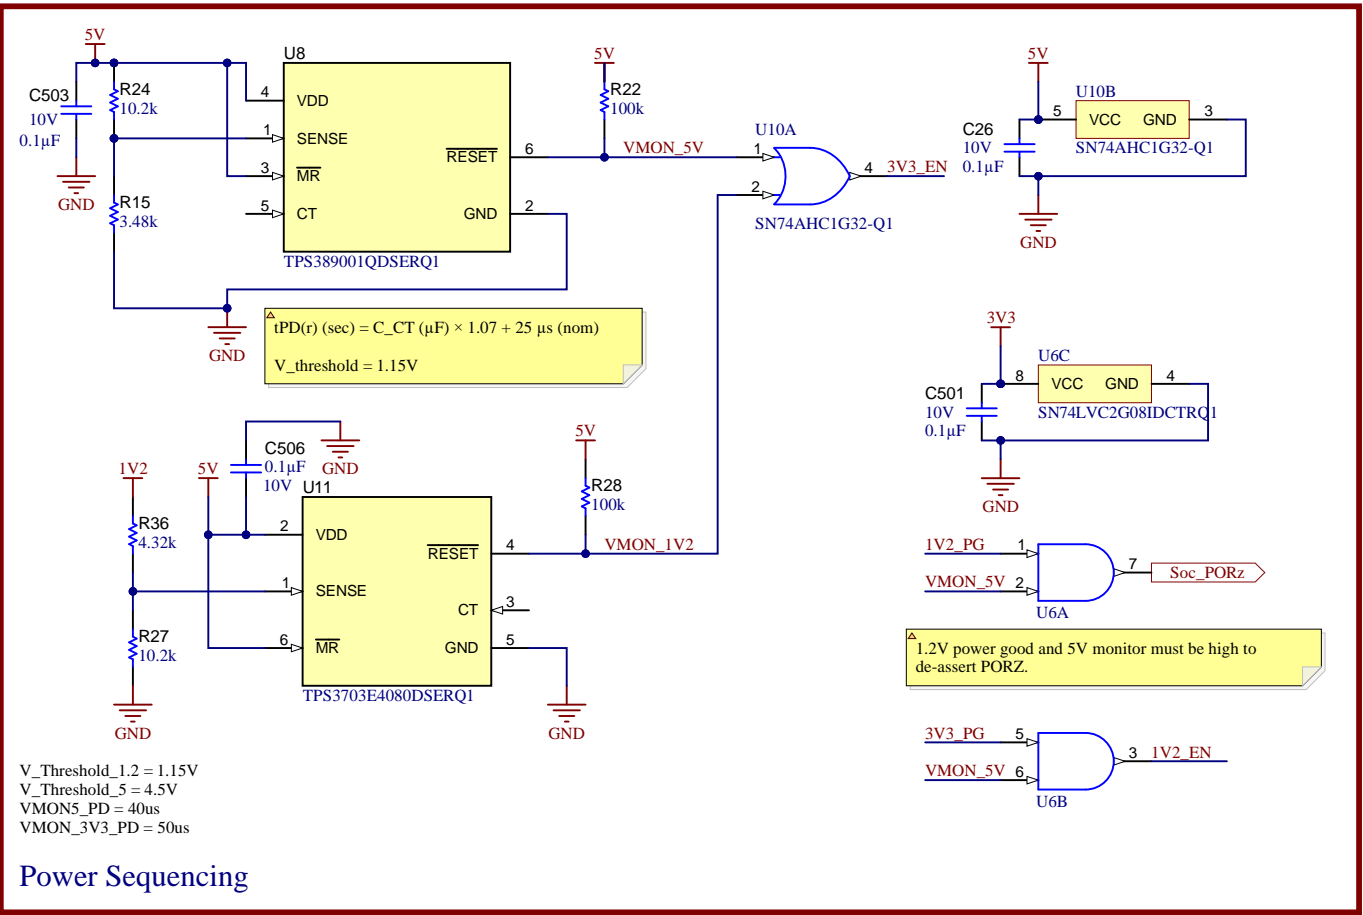 5V
C503
10V
0.1µF
GND
R24
10.2k
R15
3.48k
U8
4 VDD
1 SENSE
3 MR
5 CT
RESET 6
GND 2
TPS389001QDSERQ1
GND
5V
R22
100k
VMON_5V
U10A
1
2
4 3V3_EN
SN74AHC1G32-Q1
5V
U10B
5 VCC GND 3
SN74AHC1G32-Q1
C26
10V
0.1µF
GND
tPD(r) (sec) = C_CT (µF) × 1.07 + 25 µs (nom)
V_threshold = 1.15V
3V3
U6C
8 VCC GND 4
SN74LVC2G08IDCTRQ1
C501
10V
0.1µF
GND
1V2
R36
4.32k
R27
10.2k
GND
5V
C506
0.1µF
10V
GND
U11
2 VDD
1 SENSE
6 MR
RESET 4
CT 3
GND 5
TPS3703E4080DSERQ1
GND
5V
R28
100k
VMON_1V2
1V2_PG 1
VMON_5V 2
7 Soc_PORz
U6A
1.2V power good and 5V monitor must be high to
de-assert PORZ.
3V3_PG 5
VMON_5V 6
3 1V2_EN
U6B
V_Threshold_1.2 = 1.15V
V_Threshold_5 = 4.5V
VMON5_PD = 40us
VMON_3V3_PD = 50us
Power Sequencing